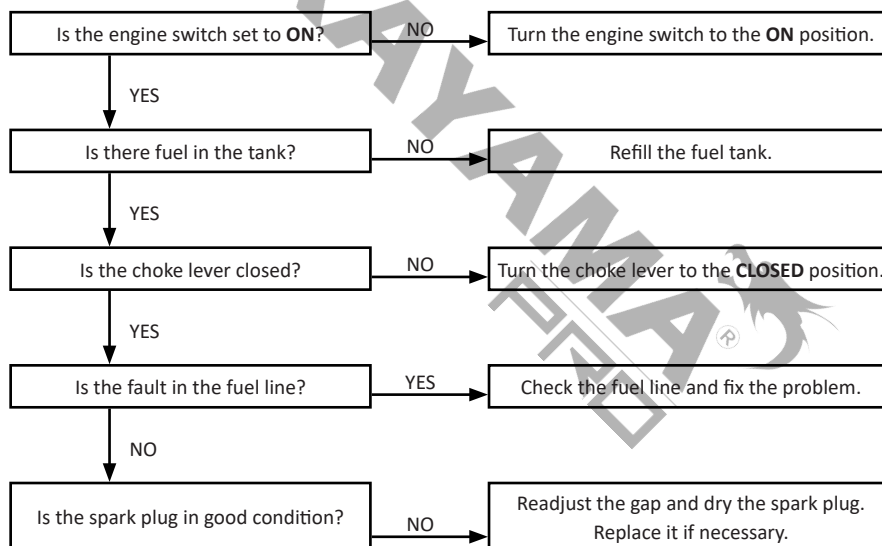 Is the engine switch set to ON?
NO
Turn the engine switch to the ON position.
YES
Is there fuel in the tank?
NO
Refill the fuel tank.
YES
Is the choke lever closed?
NO
Turn the choke lever to the CLOSED position.
YES
Is the fault in the fuel line?
YES
Check the fuel line and fix the problem.
NO
Is the spark plug in good condition?
NO
Readjust the gap and dry the spark plug.
Replace it if necessary.
AYAMA
PRO
®